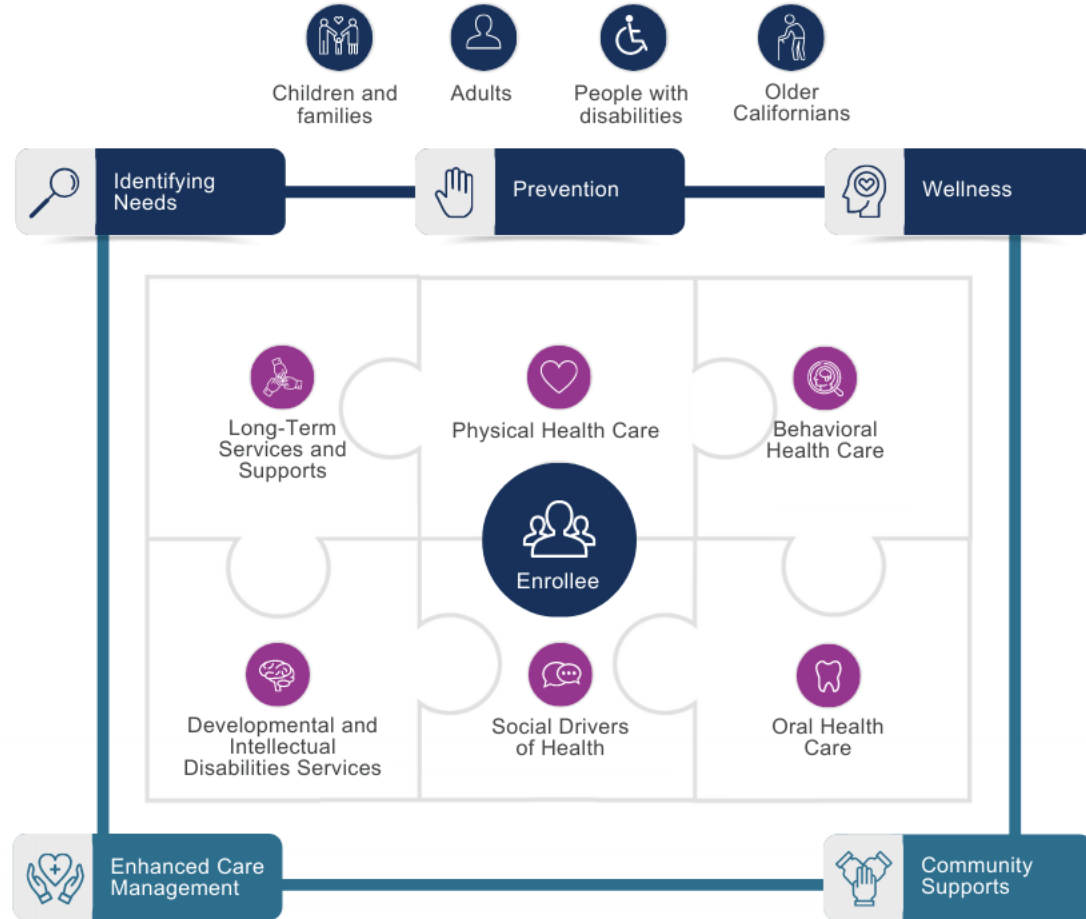 Children and
families
Adults
People with
disabilities
Older
Californians
Identifying
Needs
Prevention
Wellness
Long-Term
Services and
Supports
Physical Health Care
Behavioral
Health Care
Enrollee
Developmental and
Intellectual
Disabilities Services
Social Drivers
of Health
Oral Health
Care
Enhanced Care
Management
Community
Supports